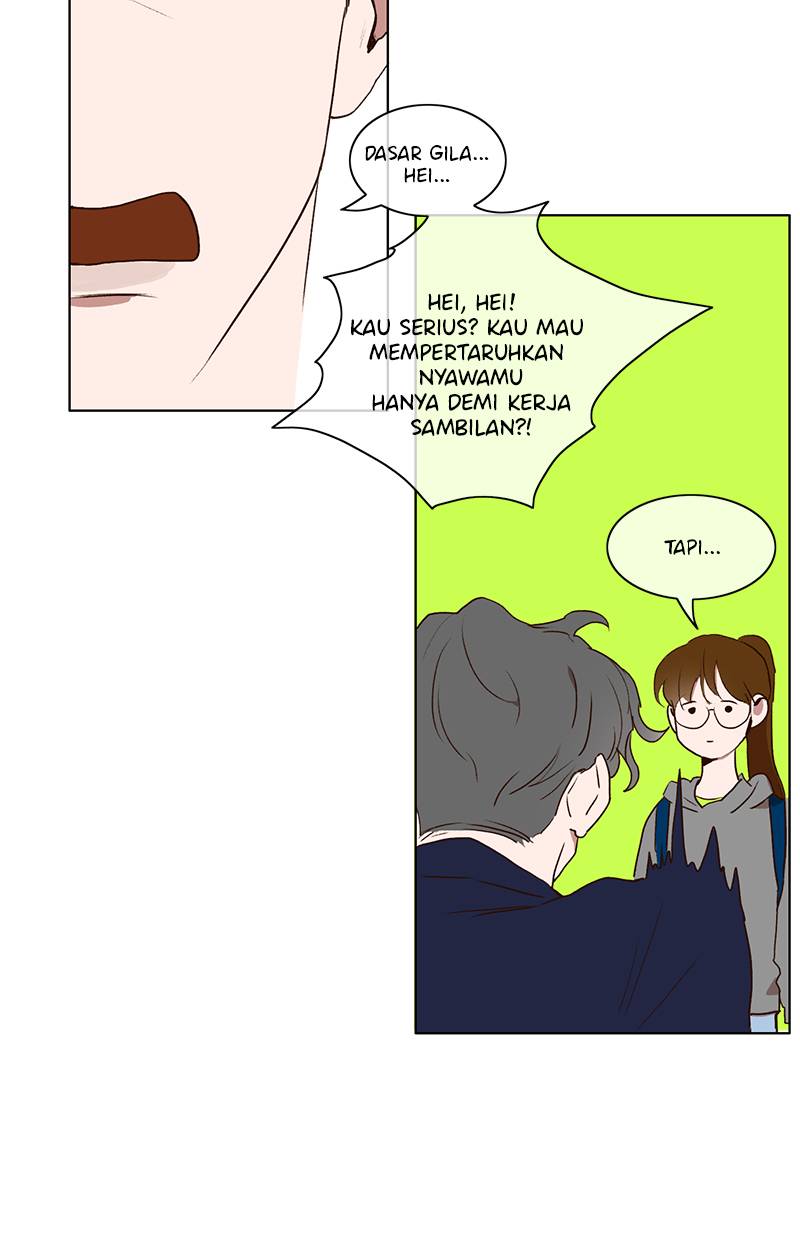 DASAR GILA...
HEI...
HEI, HEI!
KAU SERIUS? KAU MAU
MEMPERTARUHKAN
NYAWAMU
HANYA DEMI KERJA
SAMBILAN?!
TAPI...